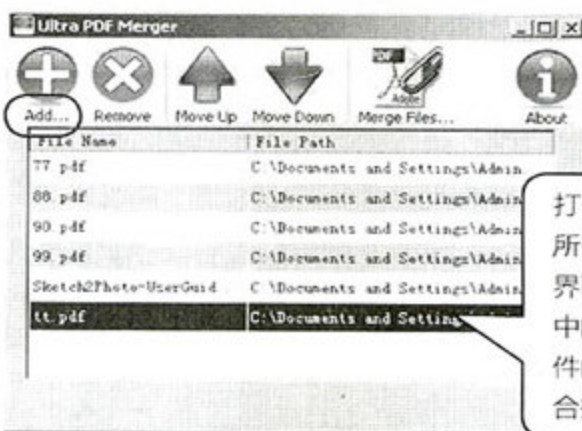 Ultra PDF Merger
Add... Remove Move Up Move Down Merge Files... About
Adobe
File Name File Path
77.pdf C:\Documents and Settings\Admin
88.pdf C:\Documents and Settings\Admin
90.pdf C:\Documents and Settings\Admin
99.pdf C:\Documents and Settings\Admin
Sketch2Photo-UserGuid C:\Documents and Settings\Admin
tt.pdf C:\Documents and Setting
打
所
界
中
件
合